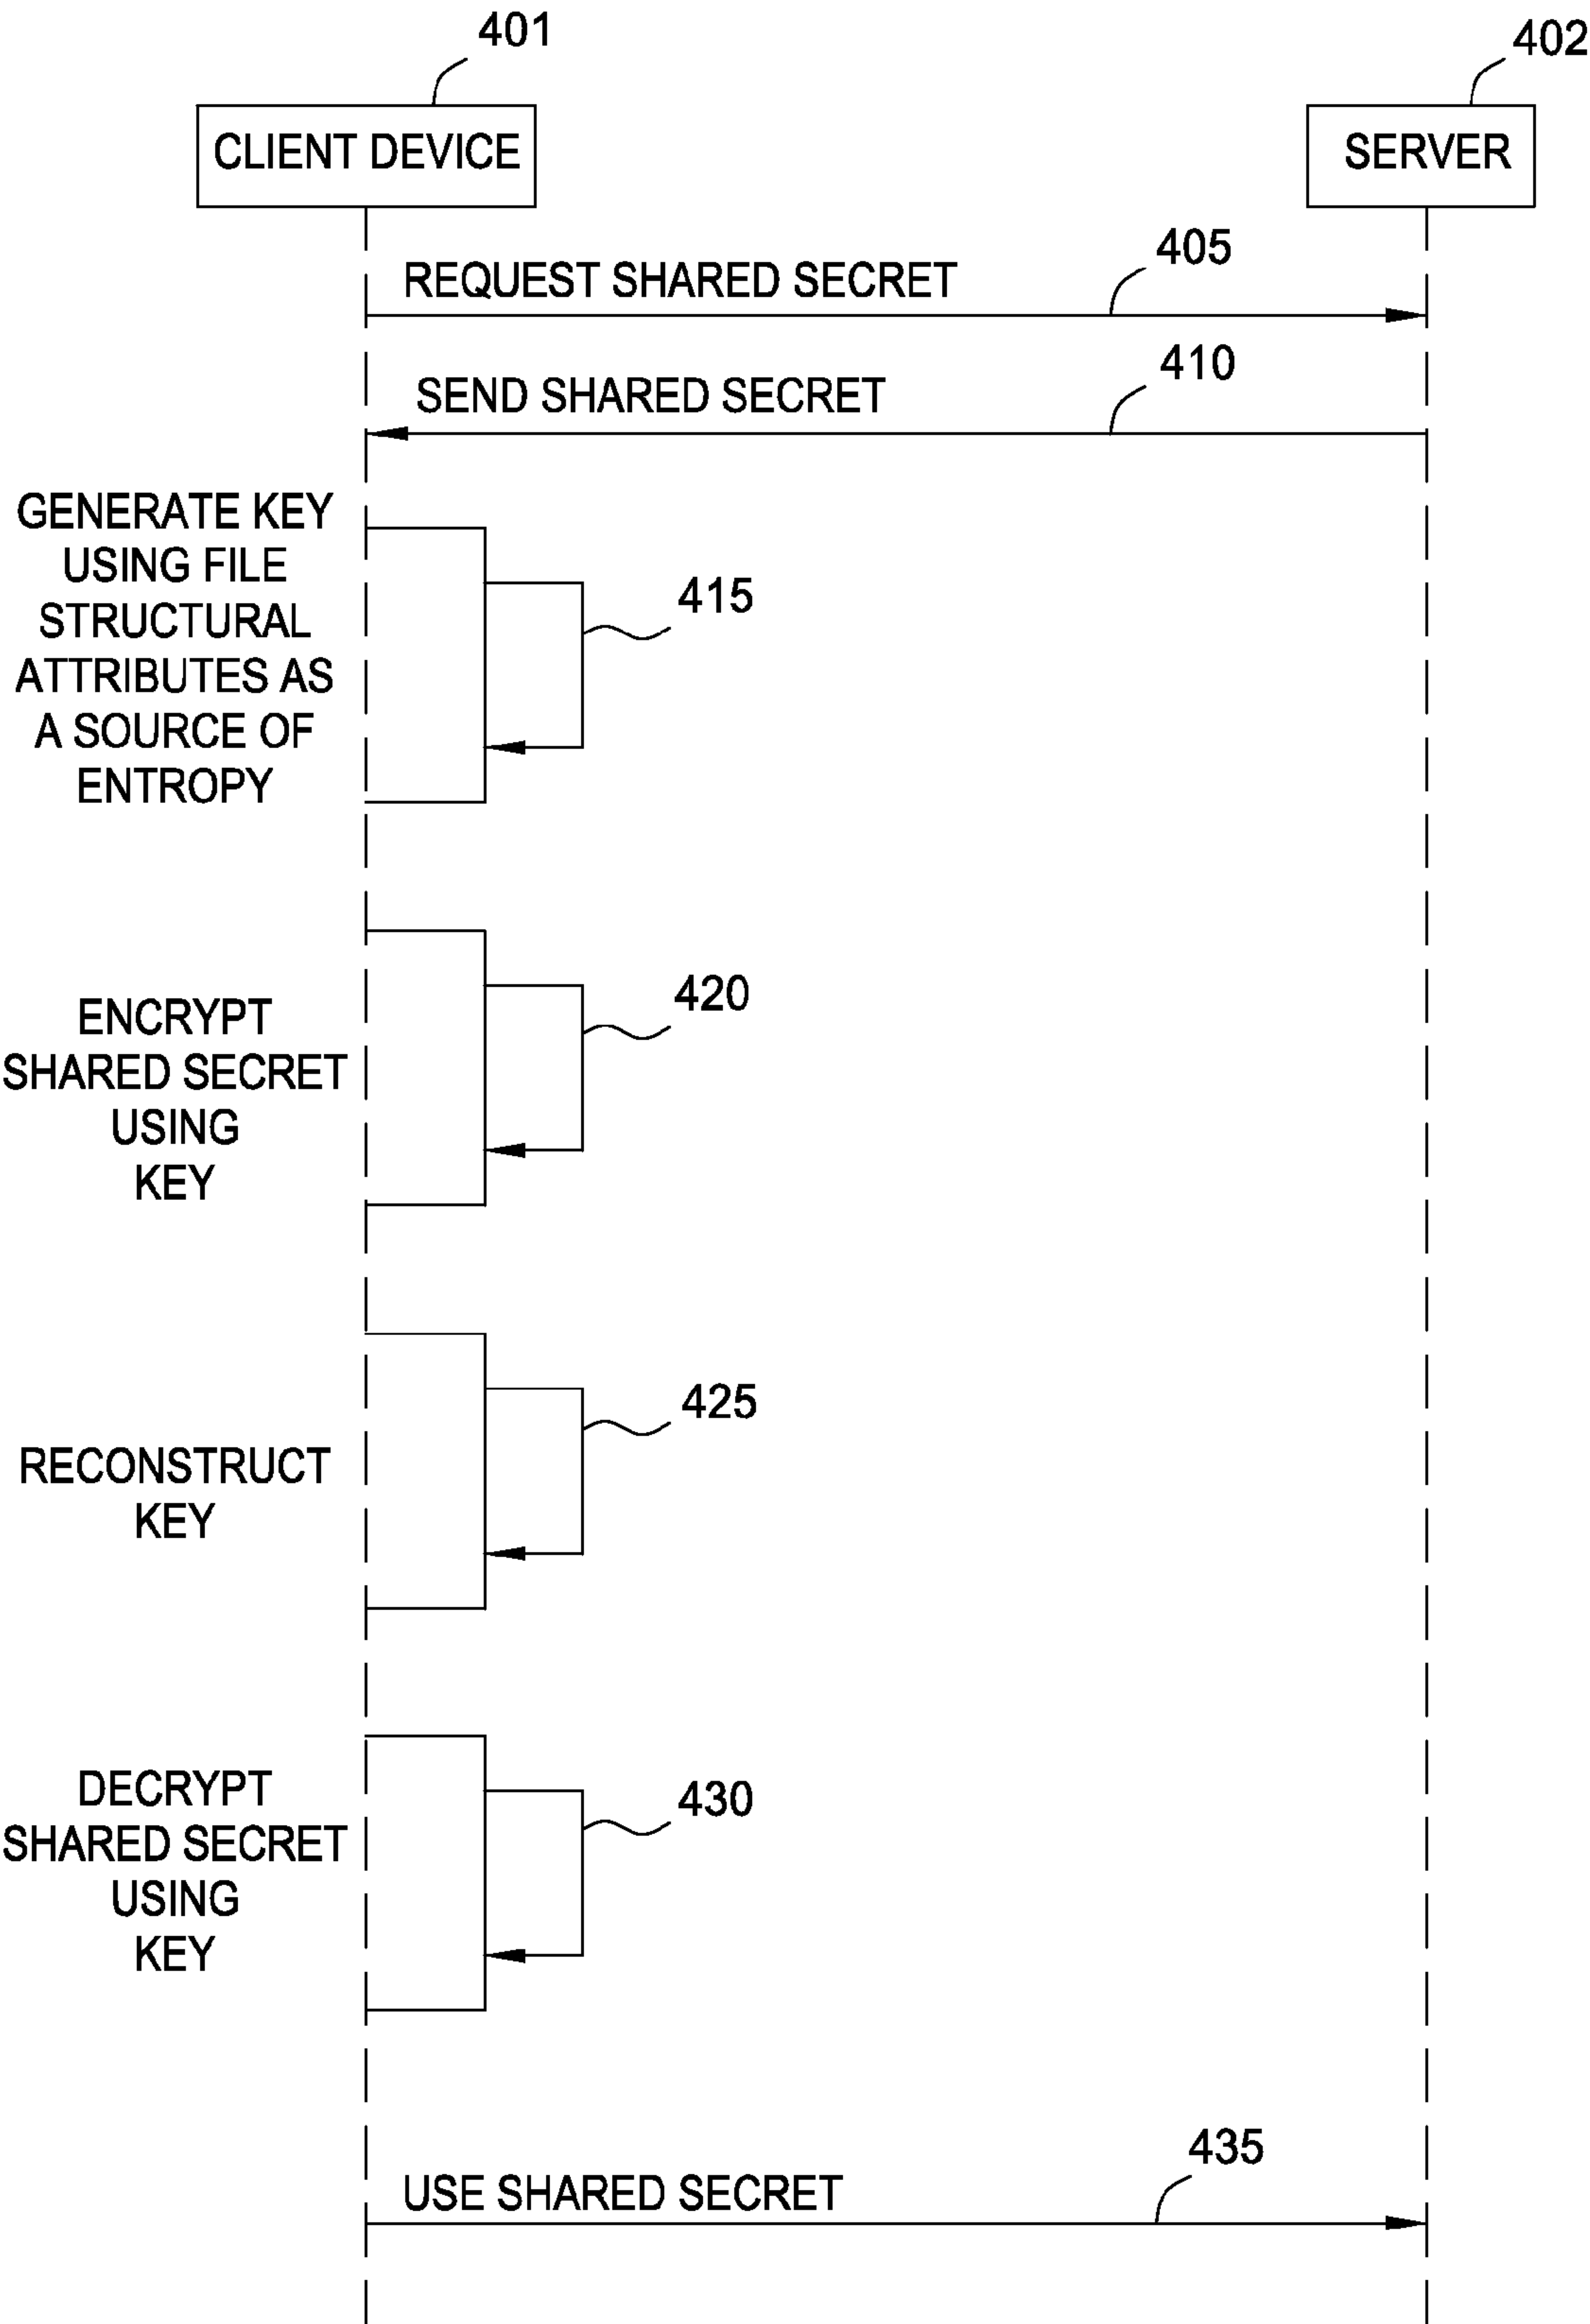 401
402
CLIENT DEVICE
SERVER
405
REQUEST SHARED SECRET
410
SEND SHARED SECRET
GENERATE KEY
USING FILE
STRUCTURAL
ATTRIBUTES AS
A SOURCE OF
ENTROPY
415
ENCRYPT
SHARED SECRET
USING
KEY
420
RECONSTRUCT
KEY
425
DECRYPT
SHARED SECRET
USING
KEY
430
435
USE SHARED SECRET